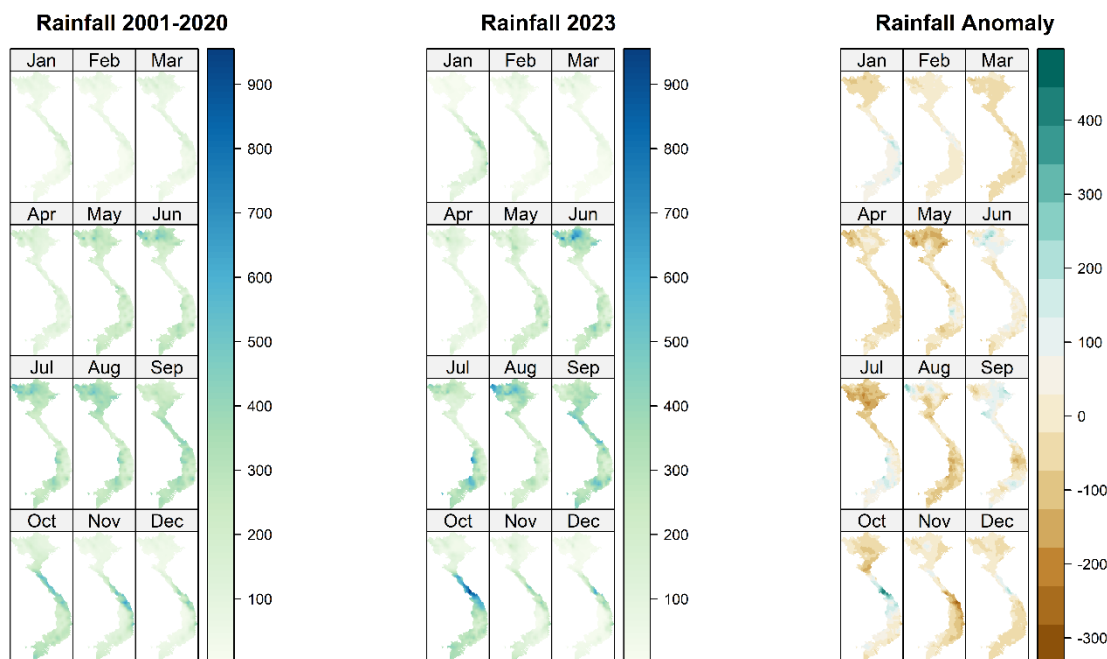 Rainfall 2001-2020
Jan Feb Mar
Apr May Jun
Jul Aug Sep
Oct Nov Dec
900
800
700
600
500
400
300
200
100
Rainfall 2023
Jan Feb Mar
Apr May Jun
Jul Aug Sep
Oct Nov Dec
900
800
700
600
500
400
300
200
100
Rainfall Anomaly
Jan Feb Mar
Apr May Jun
Jul Aug Sep
Oct Nov Dec
400
300
200
100
0
-100
-200
-300